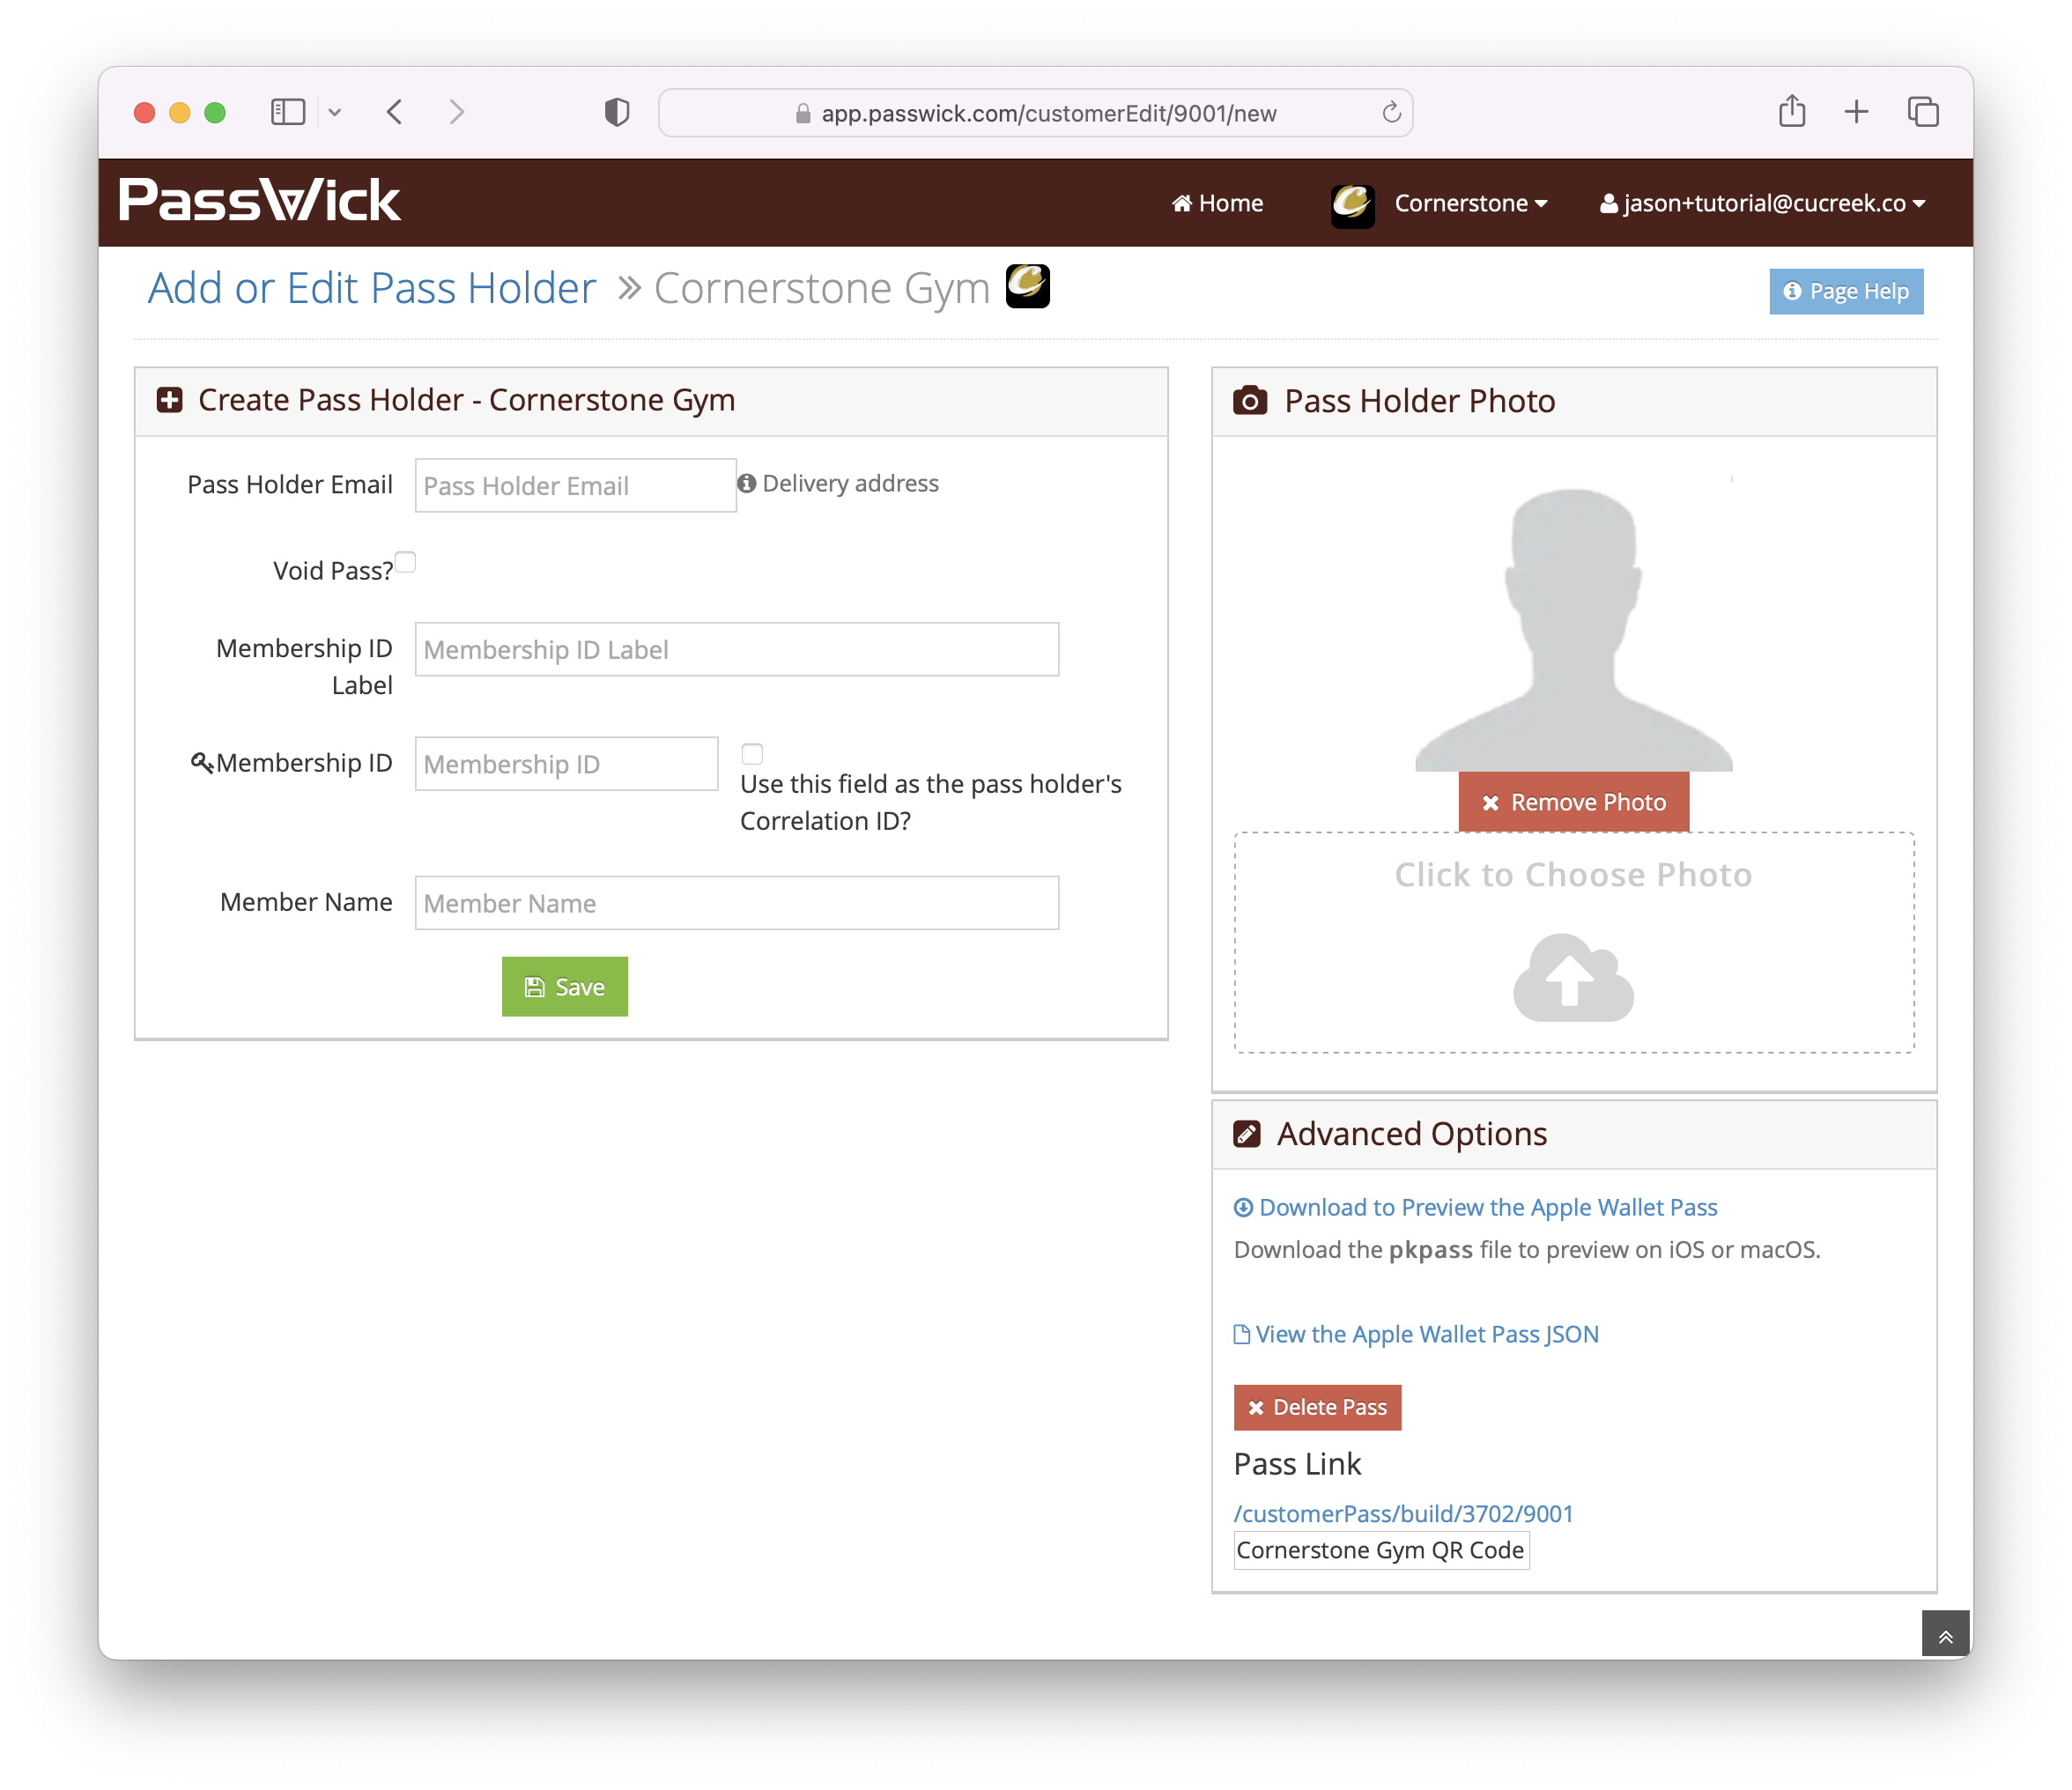 app.passwick.com/customerEdit/9001/new
PassWick
Home
Cornerstone
jason+tutorial@cucreek.co
Add or Edit Pass Holder » Cornerstone Gym
Page Help
Create Pass Holder - Cornerstone Gym
Pass Holder Email
Pass Holder Email
Delivery address
Void Pass?
Membership ID
Label
Membership ID Label
Membership ID
Membership ID
Use this field as the pass holder's
Correlation ID?
Member Name
Member Name
Save
Pass Holder Photo
Remove Photo
Click to Choose Photo
Advanced Options
Download to Preview the Apple Wallet Pass
Download the pkpass file to preview on iOS or macOS.
View the Apple Wallet Pass JSON
Delete Pass
Pass Link
/customerPass/build/3702/9001
Cornerstone Gym QR Code